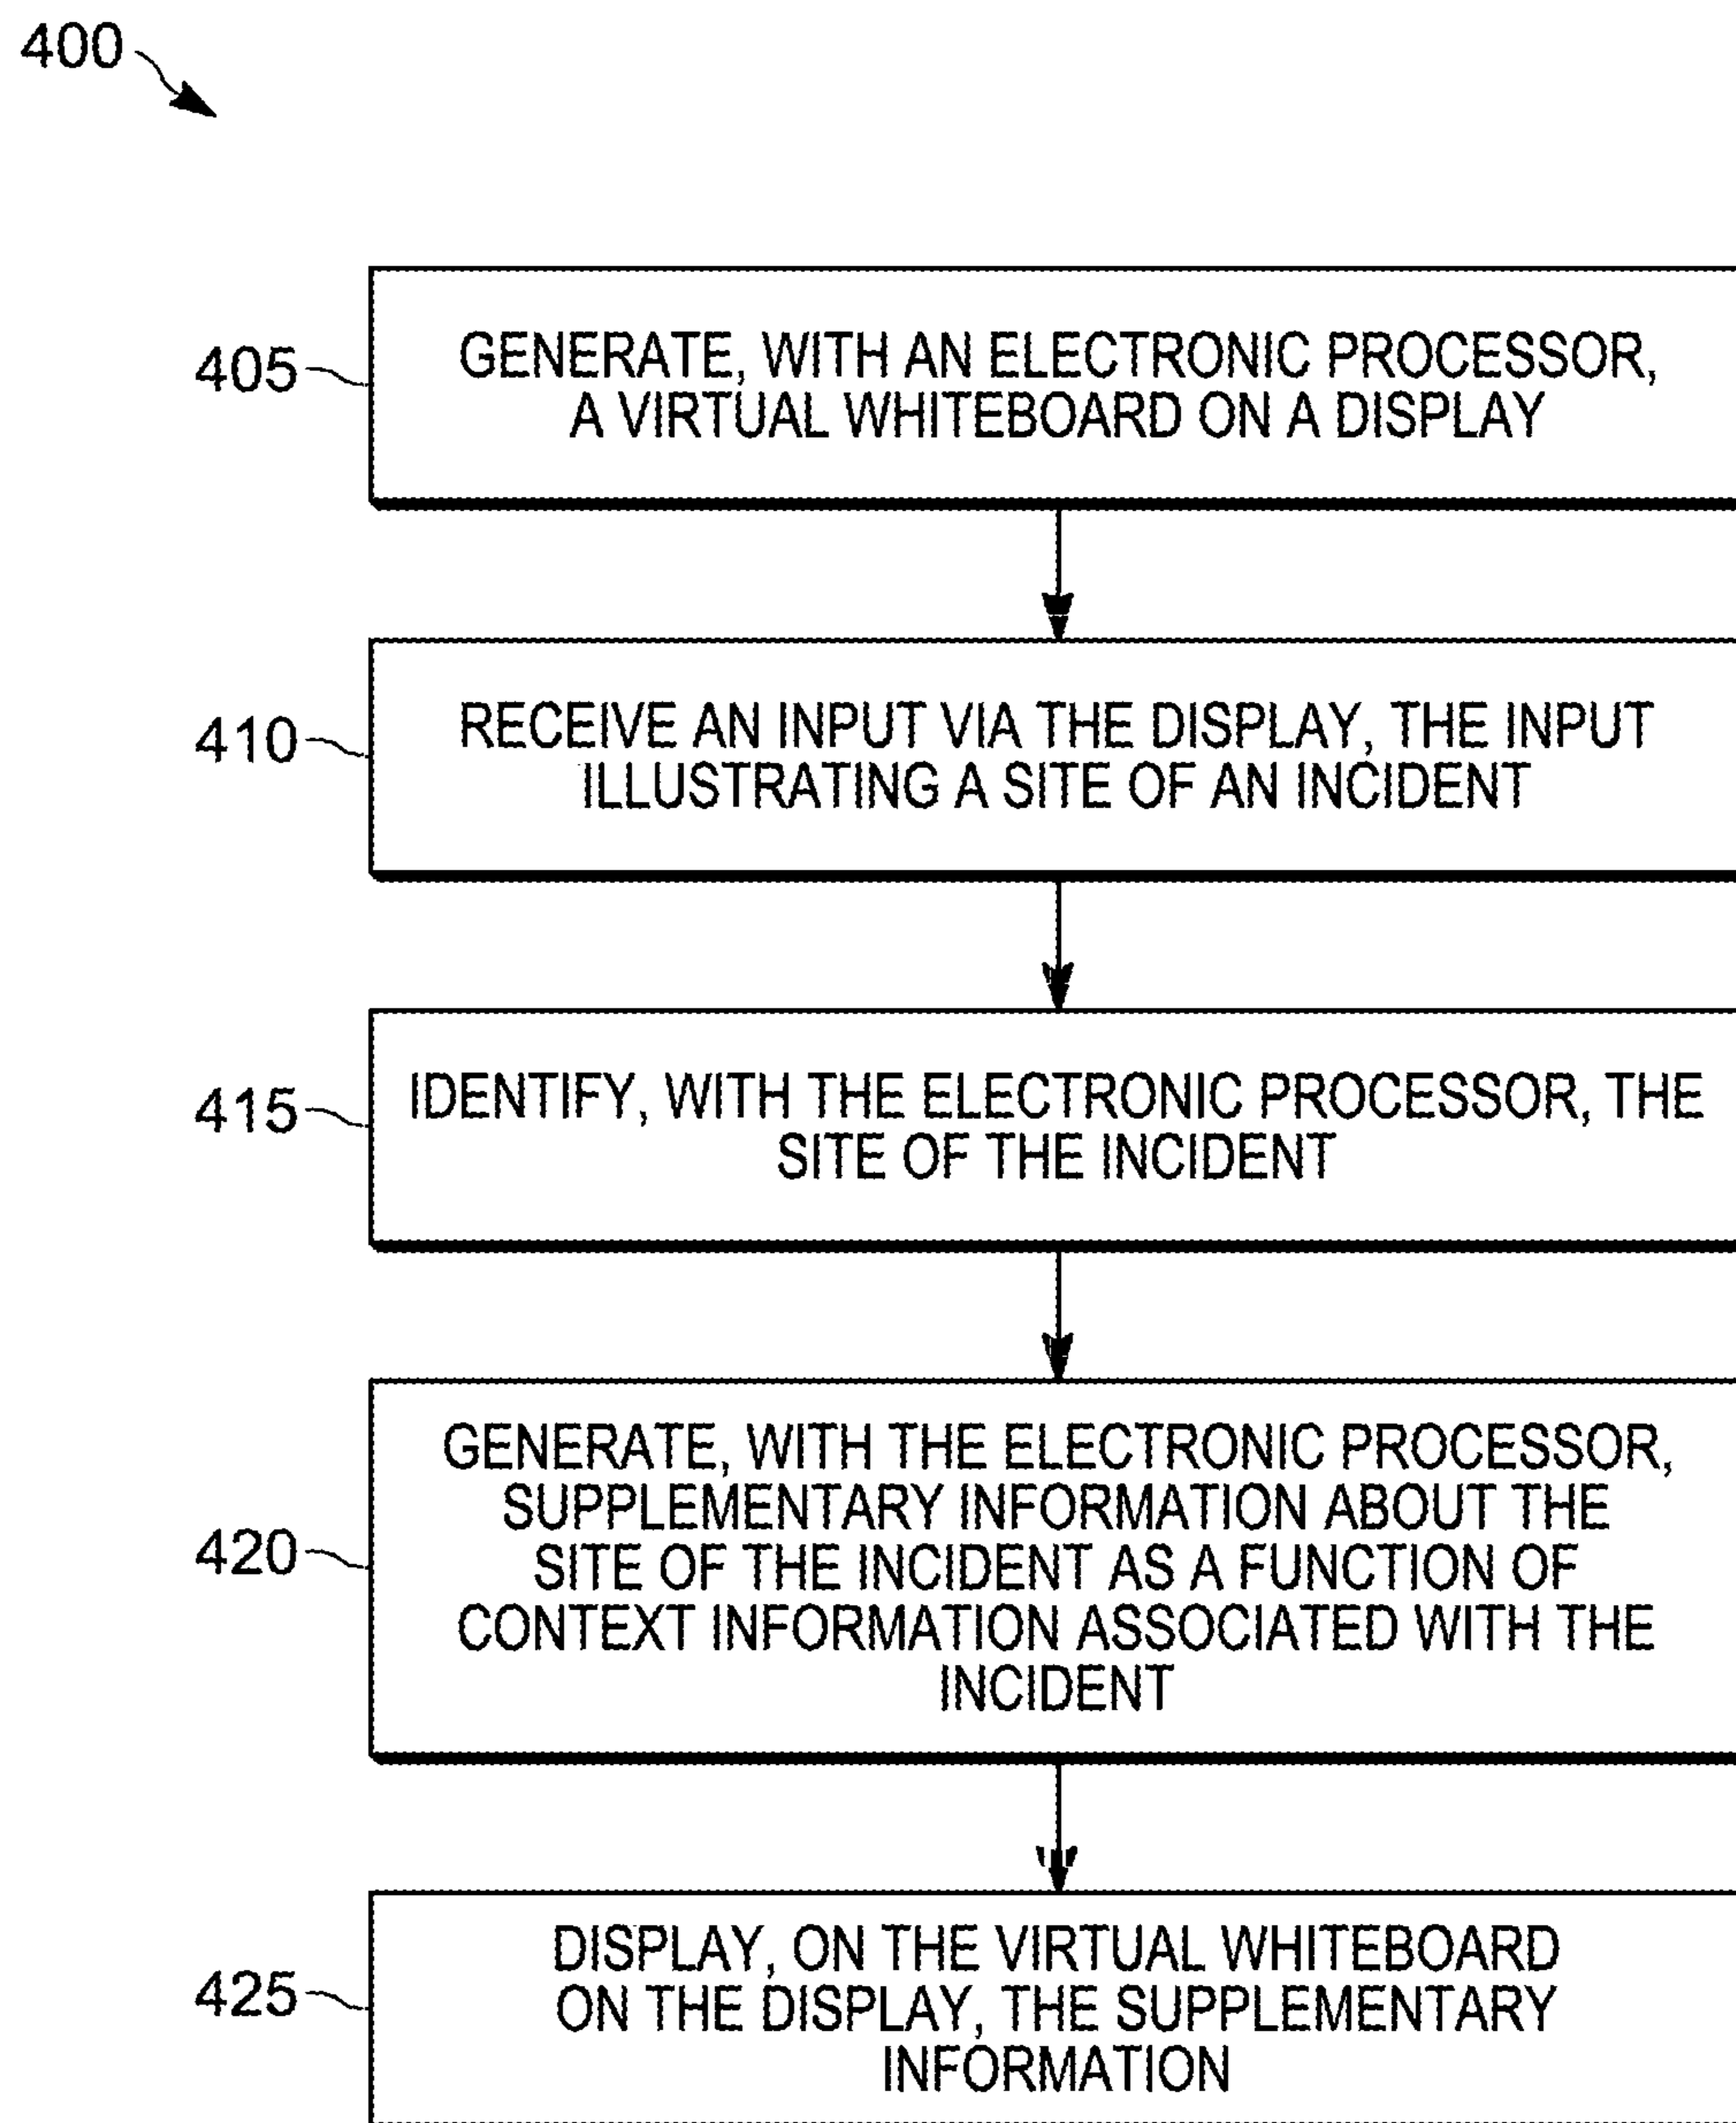 400
405
GENERATE, WITH AN ELECTRONIC PROCESSOR,
A VIRTUAL WHITEBOARD ON A DISPLAY
410
RECEIVE AN INPUT VIA THE DISPLAY, THE INPUT
ILLUSTRATING A SITE OF AN INCIDENT
415
IDENTIFY, WITH THE ELECTRONIC PROCESSOR, THE
SITE OF THE INCIDENT
420
GENERATE, WITH THE ELECTRONIC PROCESSOR,
SUPPLEMENTARY INFORMATION ABOUT THE
SITE OF THE INCIDENT AS A FUNCTION OF
CONTEXT INFORMATION ASSOCIATED WITH THE
INCIDENT
425
DISPLAY, ON THE VIRTUAL WHITEBOARD
ON THE DISPLAY, THE SUPPLEMENTARY
INFORMATION